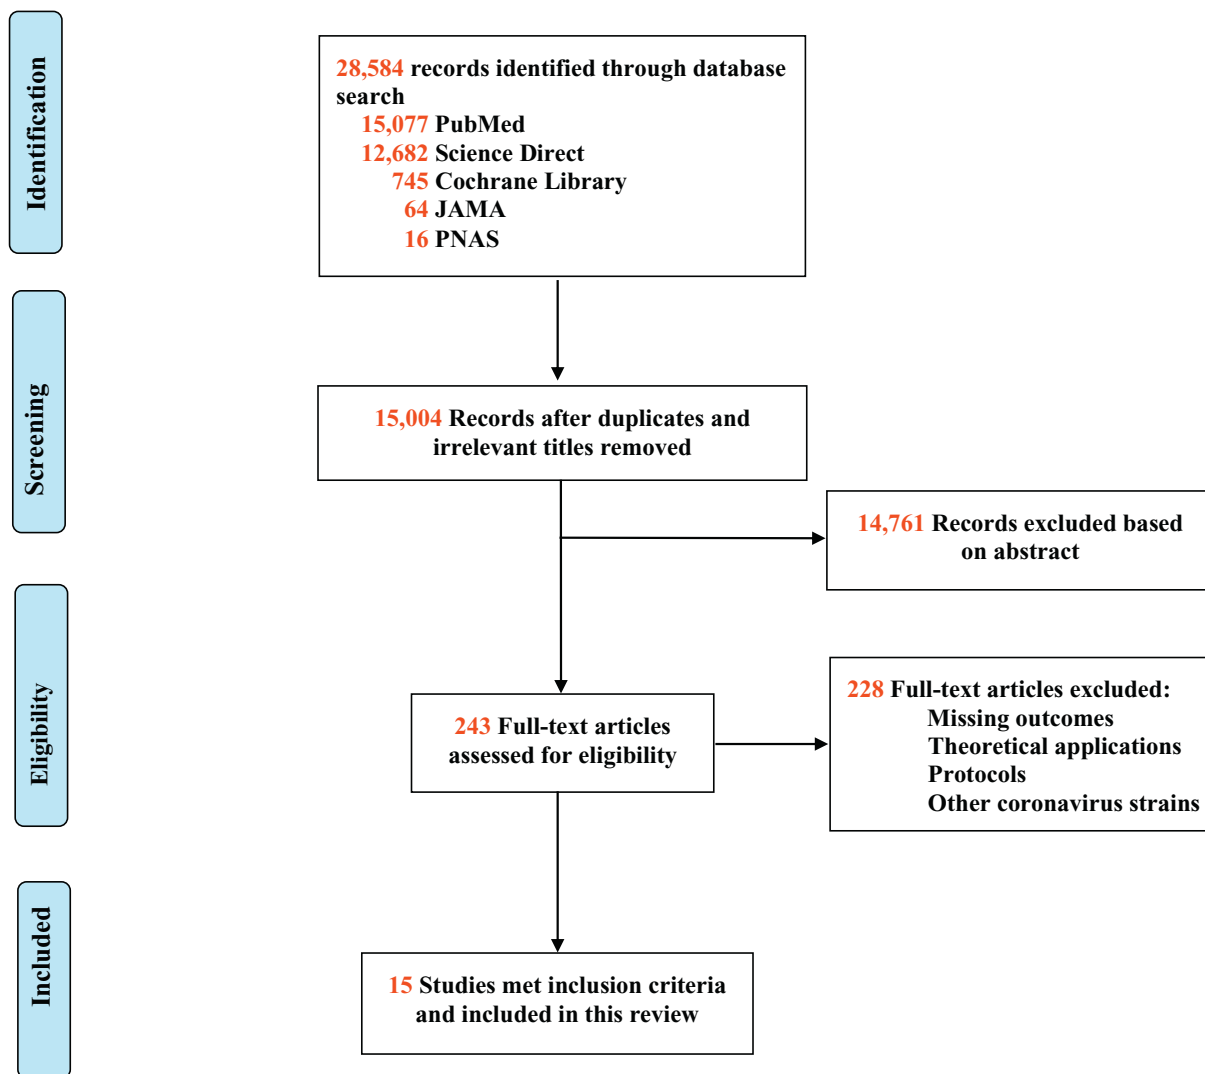 Identification
28,584 records identified through database
search
15,077 PubMed
12,682 Science Direct
745 Cochrane Library
64 JAMA
16 PNAS
Screening
15,004 Records after duplicates and
irrelevant titles removed
14,761 Records excluded based
on abstract
Eligibility
243 Full-text articles
assessed for eligibility
228 Full-text articles excluded:
Missing outcomes
Theoretical applications
Protocols
Other coronavirus strains
Included
15 Studies met inclusion criteria
and included in this review